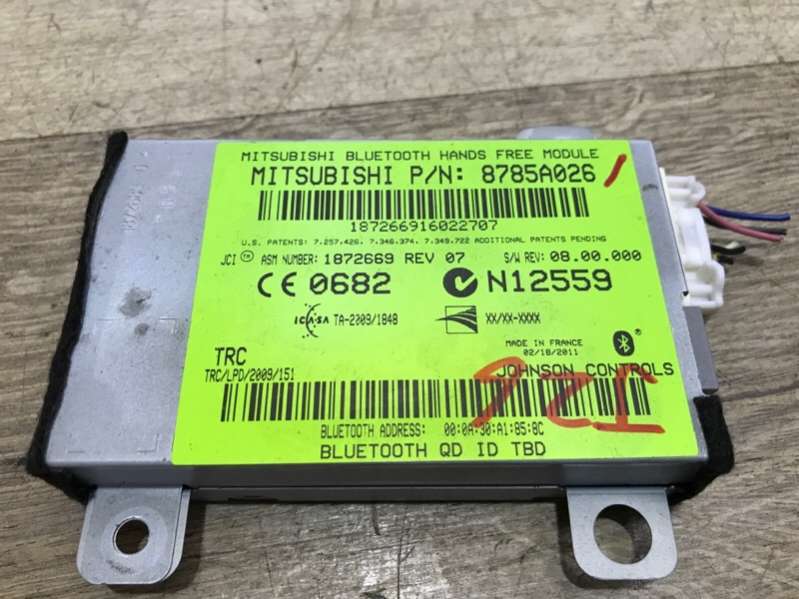 MITSUBISHI BLUETOOTH HANDS FREE MODULE
MITSUBISHI P/N: 8785A026
187266916022707
U.S. PATENTS: 7.257.426, 7.346.374, 7.349.722 ADDITIONAL PATENTS PENDING
JCI TM ASM NUMBER: 1872669 REV 07 S/W REV: 08.00.000
CE 0682 N12559
ICASA TA-2009/1848 XX/XX-XXXX
MADE IN FRANCE
02/18/2011
TRC
TRC/LPD/2009/151
JOHNSON CONTROLS
BLUETOOTH ADDRESS: 00:0A:30:A1:85:8C
BLUETOOTH QD ID TBD